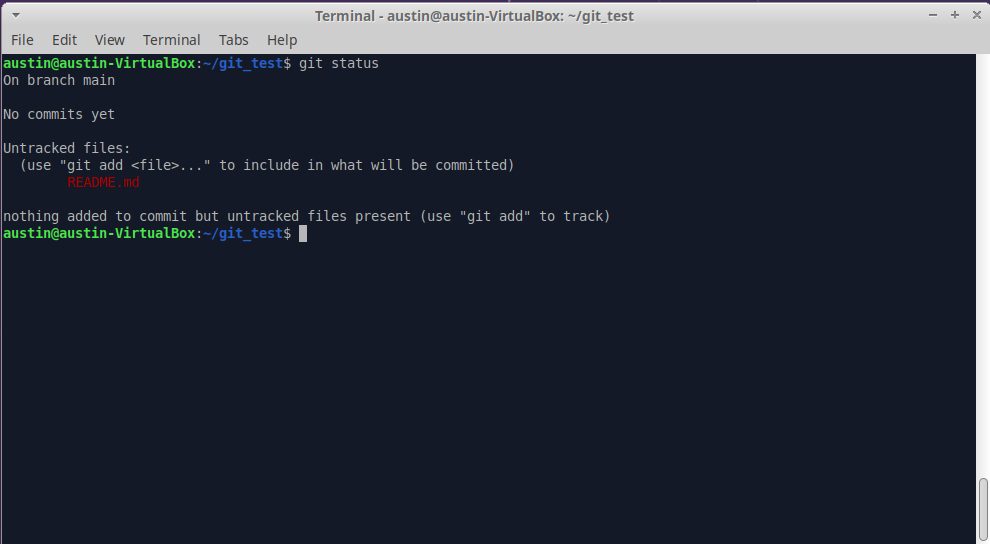 Terminal - austin@austin-VirtualBox: ~/git_test
File Edit View Terminal Tabs Help
austin@austin-VirtualBox:~/git_test$ git status
On branch main
No commits yet
Untracked files:
  (use "git add <file>..." to include in what will be committed)
        README.md
nothing added to commit but untracked files present (use "git add" to track)
austin@austin-VirtualBox:~/git_test$